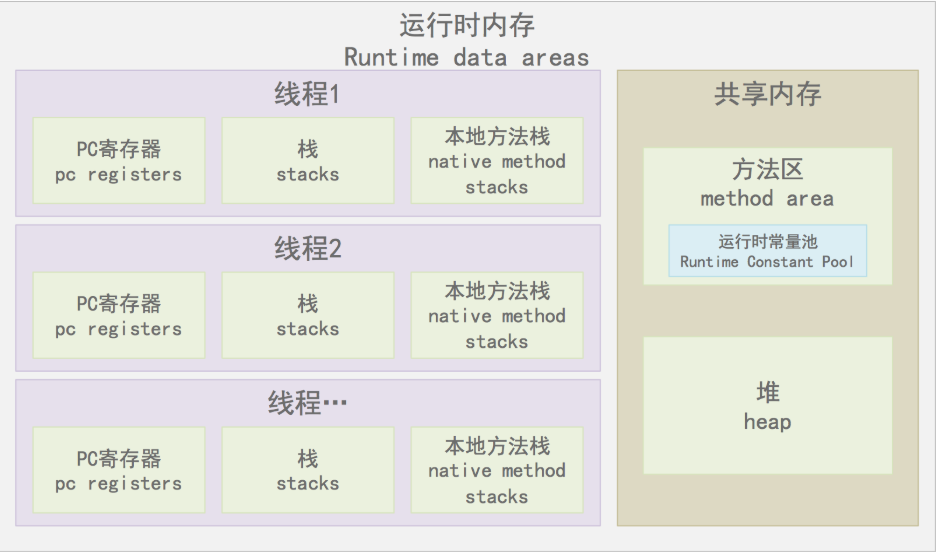 运行时内存
Runtime data areas
线程1
PC寄存器
pc registers
栈
stacks
本地方法栈
native method
stacks
线程2
PC寄存器
pc registers
栈
stacks
本地方法栈
native method
stacks
线程…
PC寄存器
pc registers
栈
stacks
本地方法栈
native method
stacks
共享内存
方法区
method area
运行时常量池
Runtime Constant Pool
堆
heap